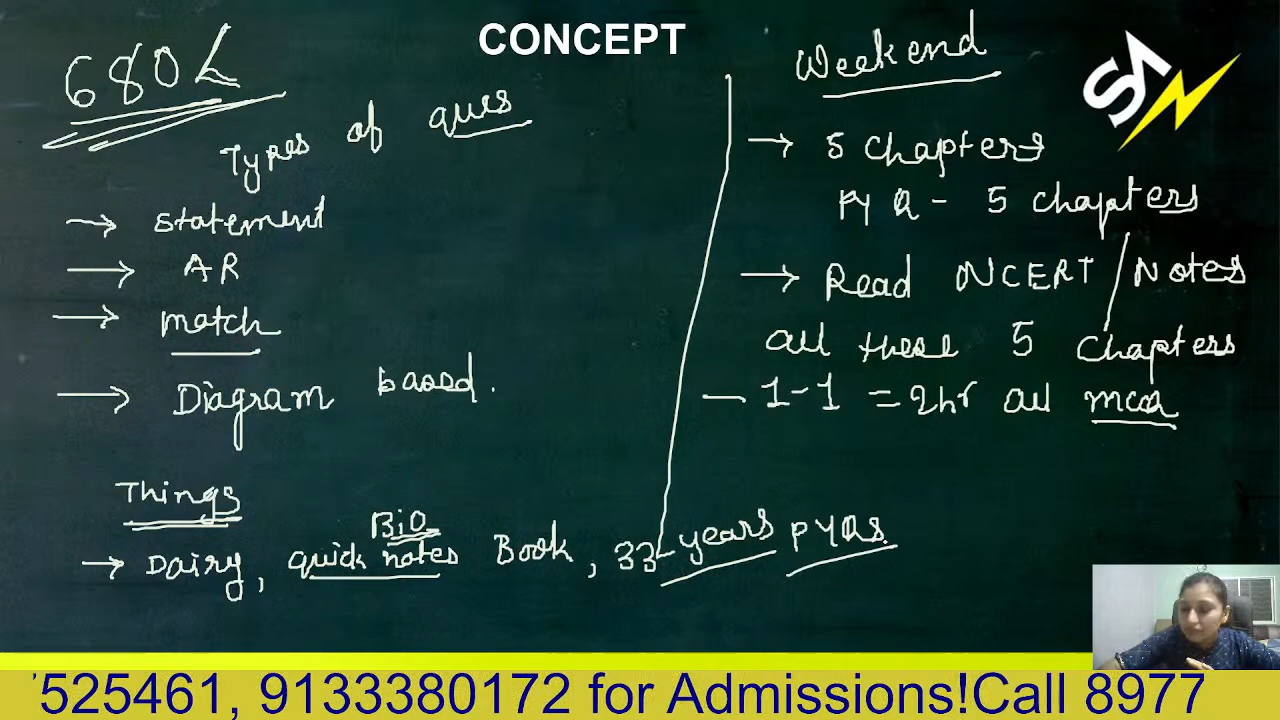 CONCEPT
680L
Types of ques
→ statement
→ AR
→ match
→ Diagram based.
Things
→ Dairy, quick notes Book, 33 years PYQs.
Bio
Weekend
→ 5 chapters
PYQ - 5 chapters
→ Read NCERT / Notes
all these 5 chapters
— 1-1 = 2hr all mcq
SAN
'525461, 9133380172 for Admissions!Call 8977